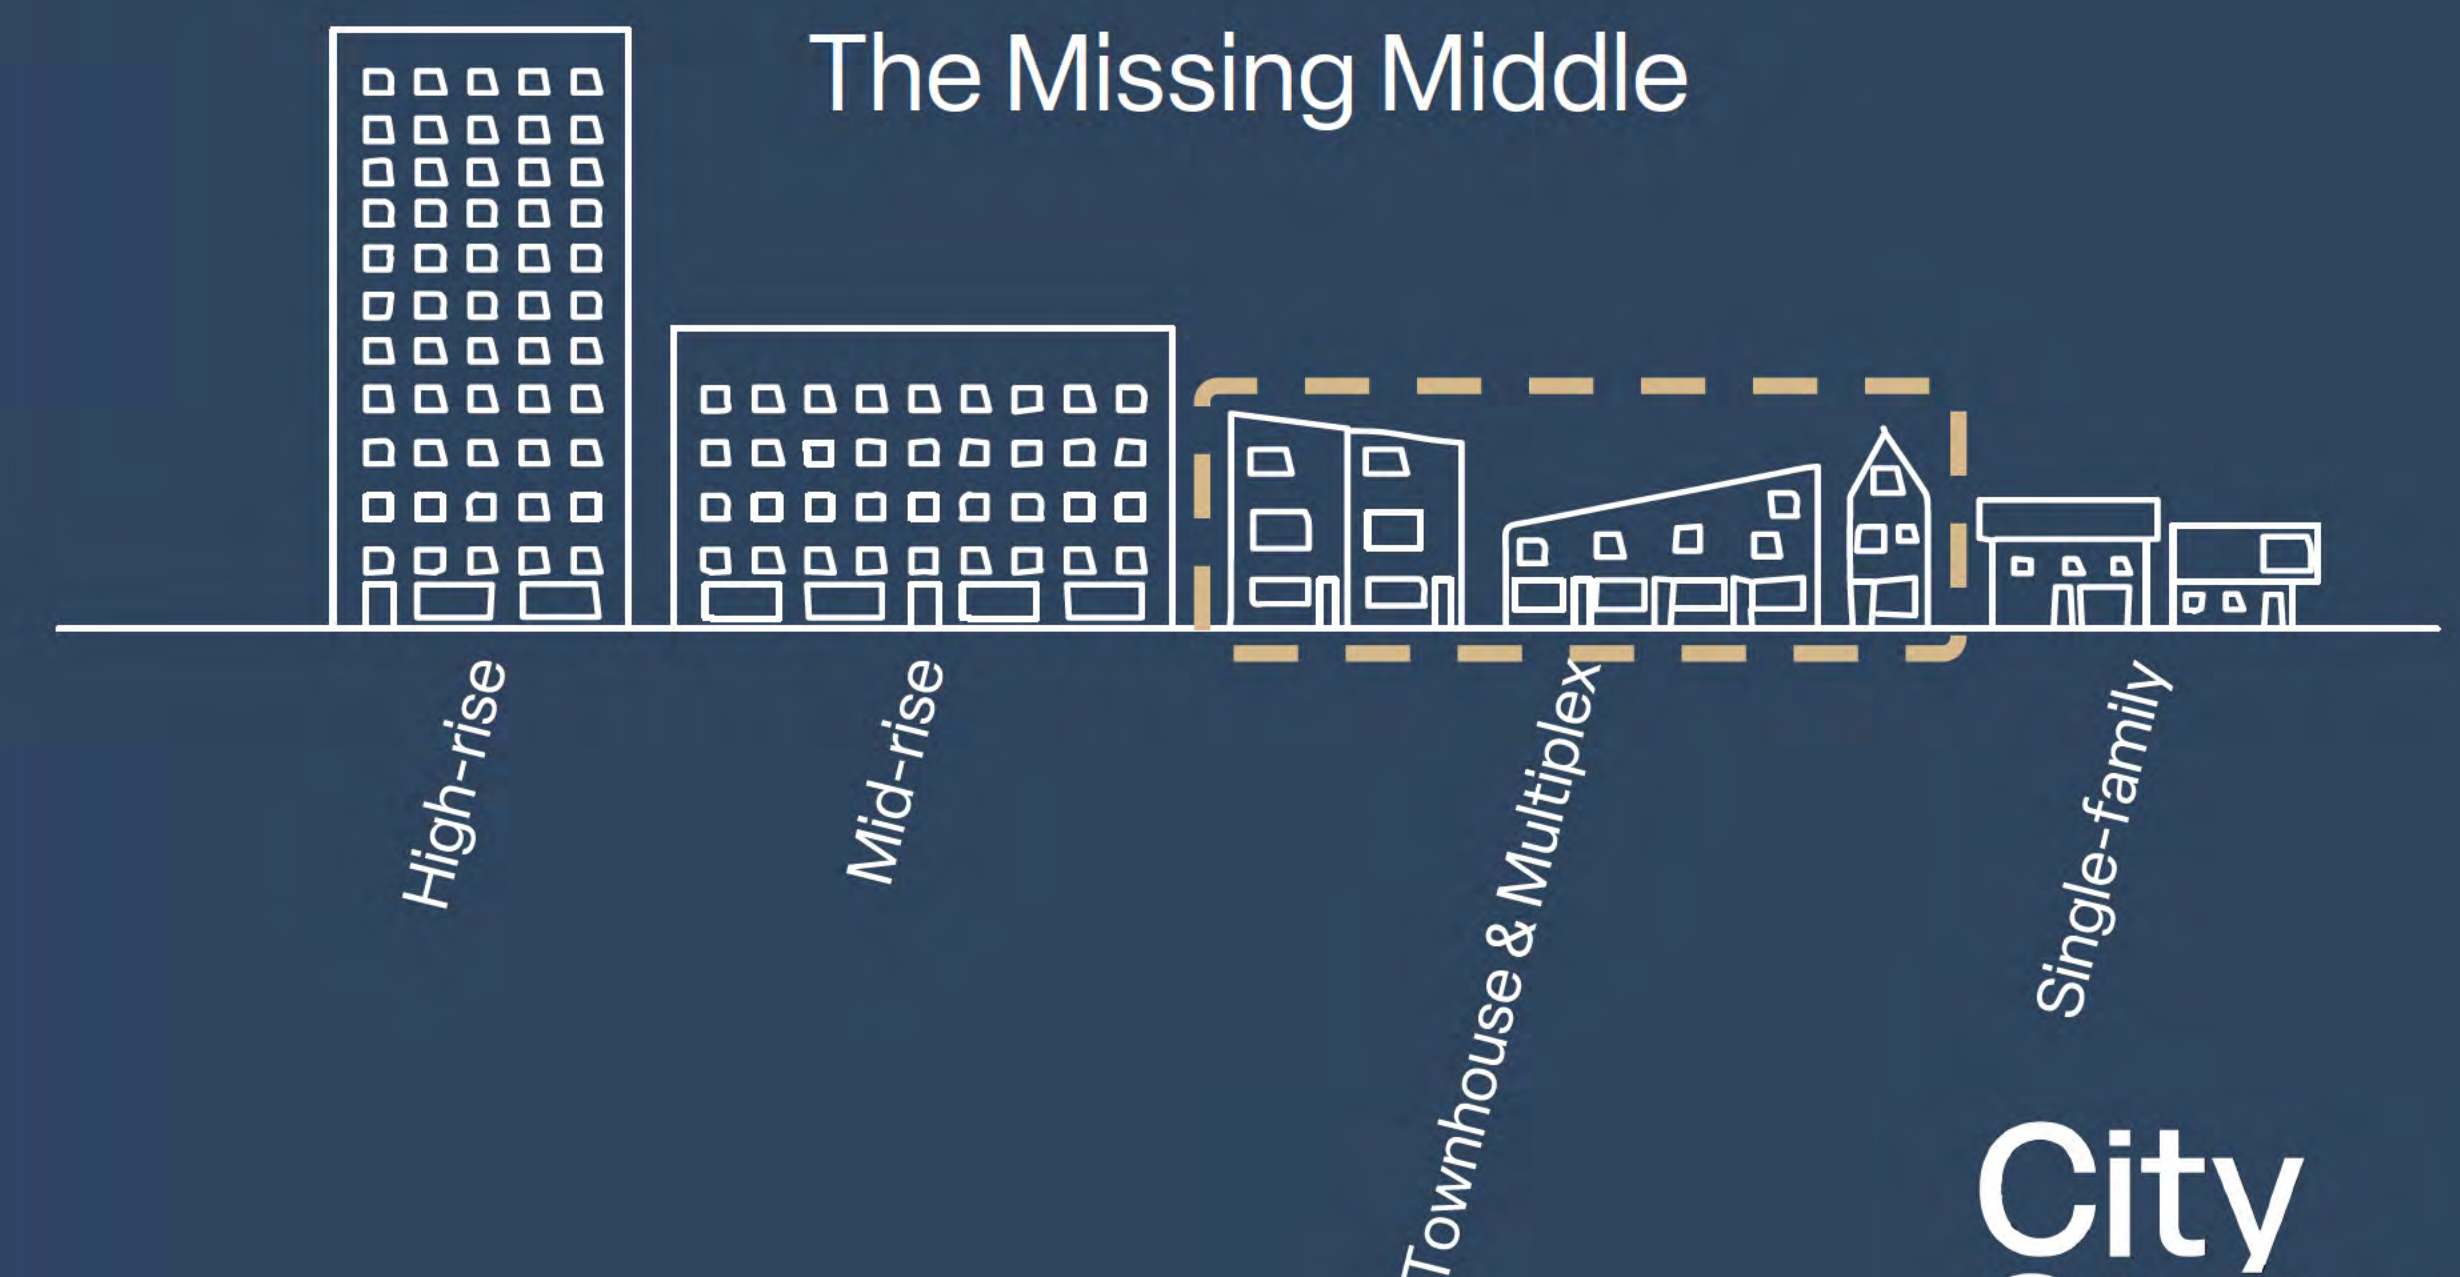 The Missing Middle
High-rise
Mid-rise
Townhouse & Multiplex
Single-family
City